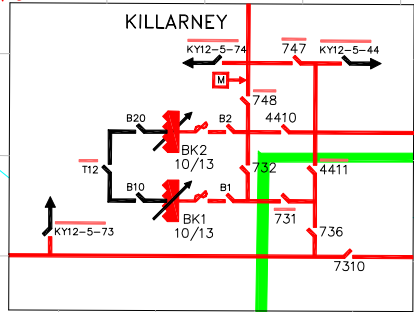 KILLARNEY
KY12-5-74
747
KY12-5-44
M
748
B20
B2
4410
BK2
10/13
T12
732
4411
B10
B1
BK1
10/13
731
KY12-5-73
736
7310